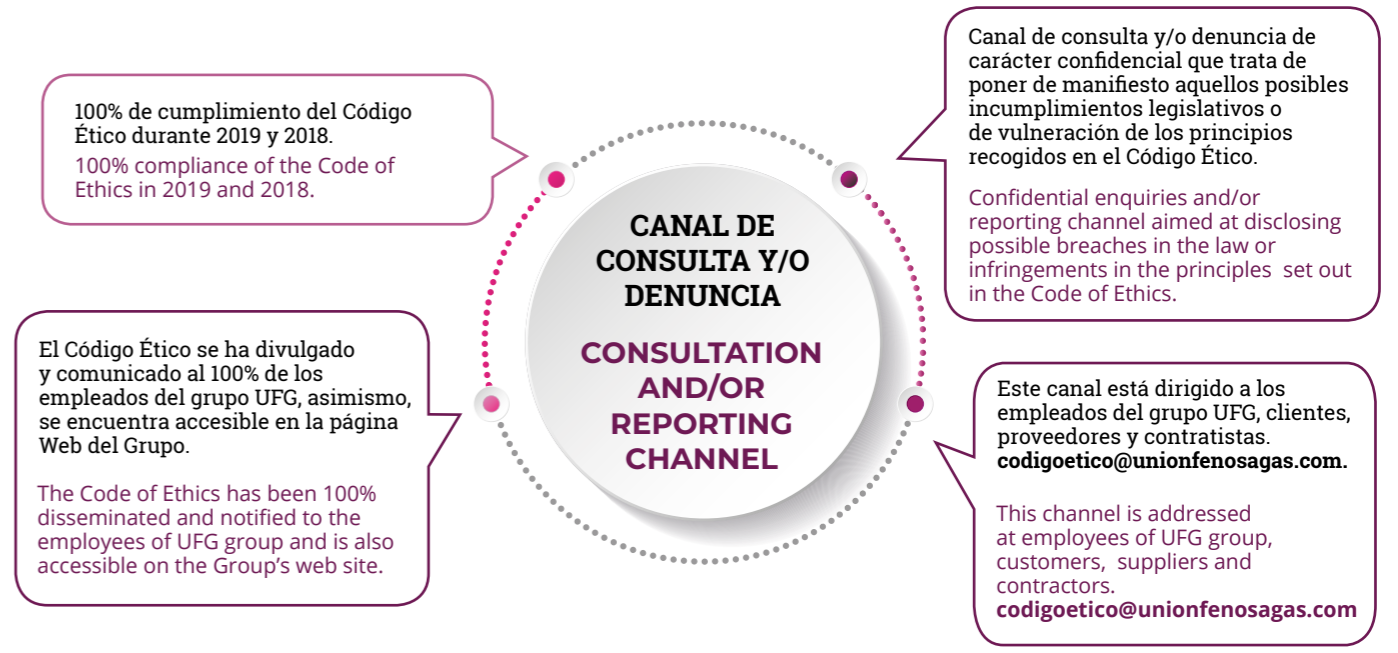 100% de cumplimiento del Código
Ético durante 2019 y 2018.
100% compliance of the Code of
Ethics in 2019 and 2018.
El Código Ético se ha divulgado
y comunicado al 100% de los
empleados del grupo UFG, asimismo,
se encuentra accesible en la página
Web del Grupo.
The Code of Ethics has been 100%
disseminated and notified to the
employees of UFG group and is also
accessible on the Group’s web site.
CANAL DE
CONSULTA Y/O
DENUNCIA
CONSULTATION
AND/OR
REPORTING
CHANNEL
Canal de consulta y/o denuncia de
carácter confidencial que trata de
poner de manifiesto aquellos posibles
incumplimientos legislativos o
de vulneración de los principios
recogidos en el Código Ético.
Confidential enquiries and/or
reporting channel aimed at disclosing
possible breaches in the law or
infringements in the principles set out
in the Code of Ethics.
Este canal está dirigido a los
empleados del grupo UFG, clientes,
proveedores y contratistas.
codigoetico@unionfenosagas.com.
This channel is addressed
at employees of UFG group,
customers, suppliers and
contractors.
codigoetico@unionfenosagas.com